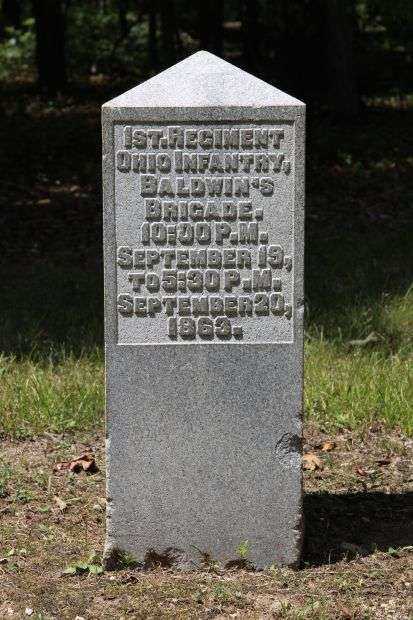 1st. Regiment
Ohio Infantry,
Baldwin's
Brigade.
10:00 P.M.
September 19,
to 5:30 P.M.
September 20,
1863.